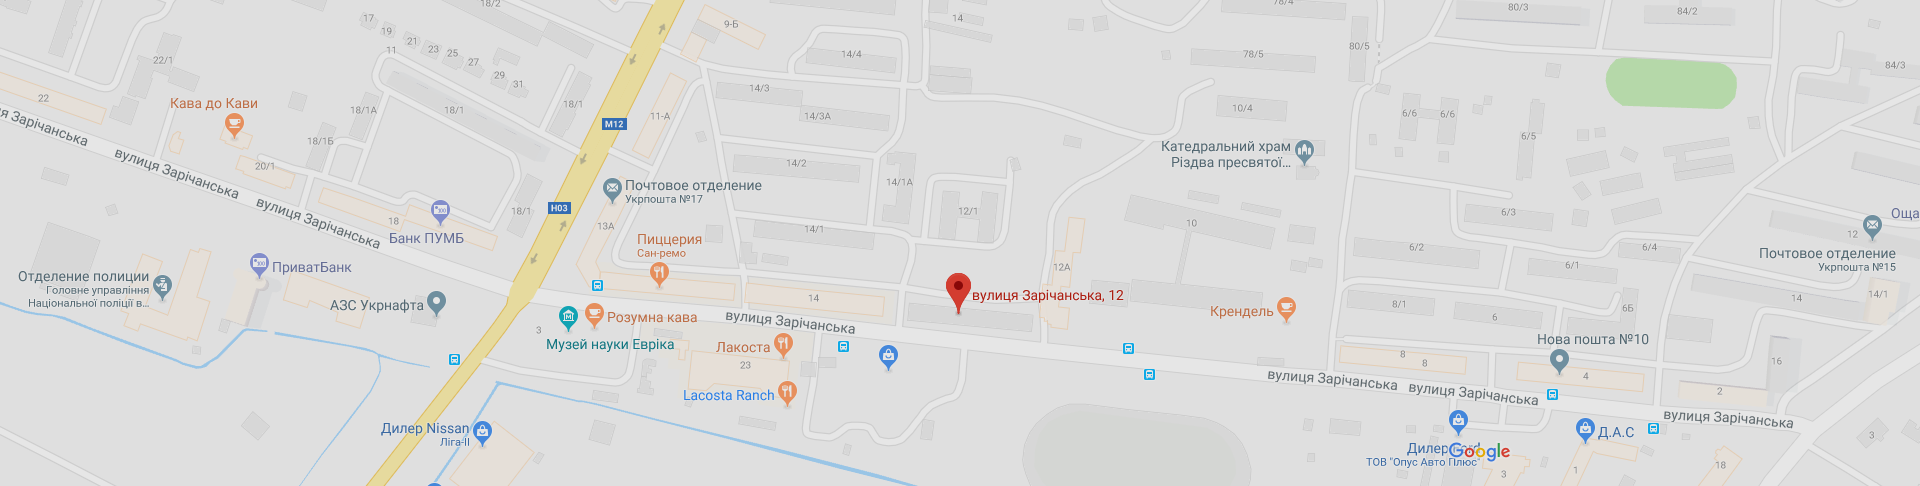 18/2
9-Б
14
78/4
80/3
84/2
17
19
21
23
25
27
29
31
11
22/1
22
18/1А
18/1
18/1
14/4
78/5
80/5
84/3
Кава до Кави
М12
11-А
14/3
14/3А
10/4
6/6
6/6
6/5
вулиця Зарічанська
18/1Б
20/1
Катедральний храм
Різдва пресвятої...
14/2
14/1А
Почтовое отделение
Укрпошта №17
вулиця Зарічанська
вулиця Зарічанська
18
18/1
Н03
13А
12/1
10
6/3
Банк ПУМБ
Пиццерия
Сан-ремо
14/1
6/2
6/4
6/1
12
Оща
Почтовое отделение
Укрпошта №15
Отделение полиции
Головне управління
Національної поліції в...
ПриватБанк
АЗС Укрнафта
12А
14
вулиця Зарічанська, 12
Крендель
8/1
6
14/1
3
Розумна кава
вулиця Зарічанська
Музей науки Евріка
Лакоста
23
Нова пошта №10
8
8
4
16
2
Lacosta Ranch
вулиця Зарічанська
вулиця Зарічанська
вулиця Зарічанська
Дилер Nissan
Ліга-II
Д.А.С
Дилер Ford
Google
ТОВ "Опус Авто Плюс"
3
1
18
3